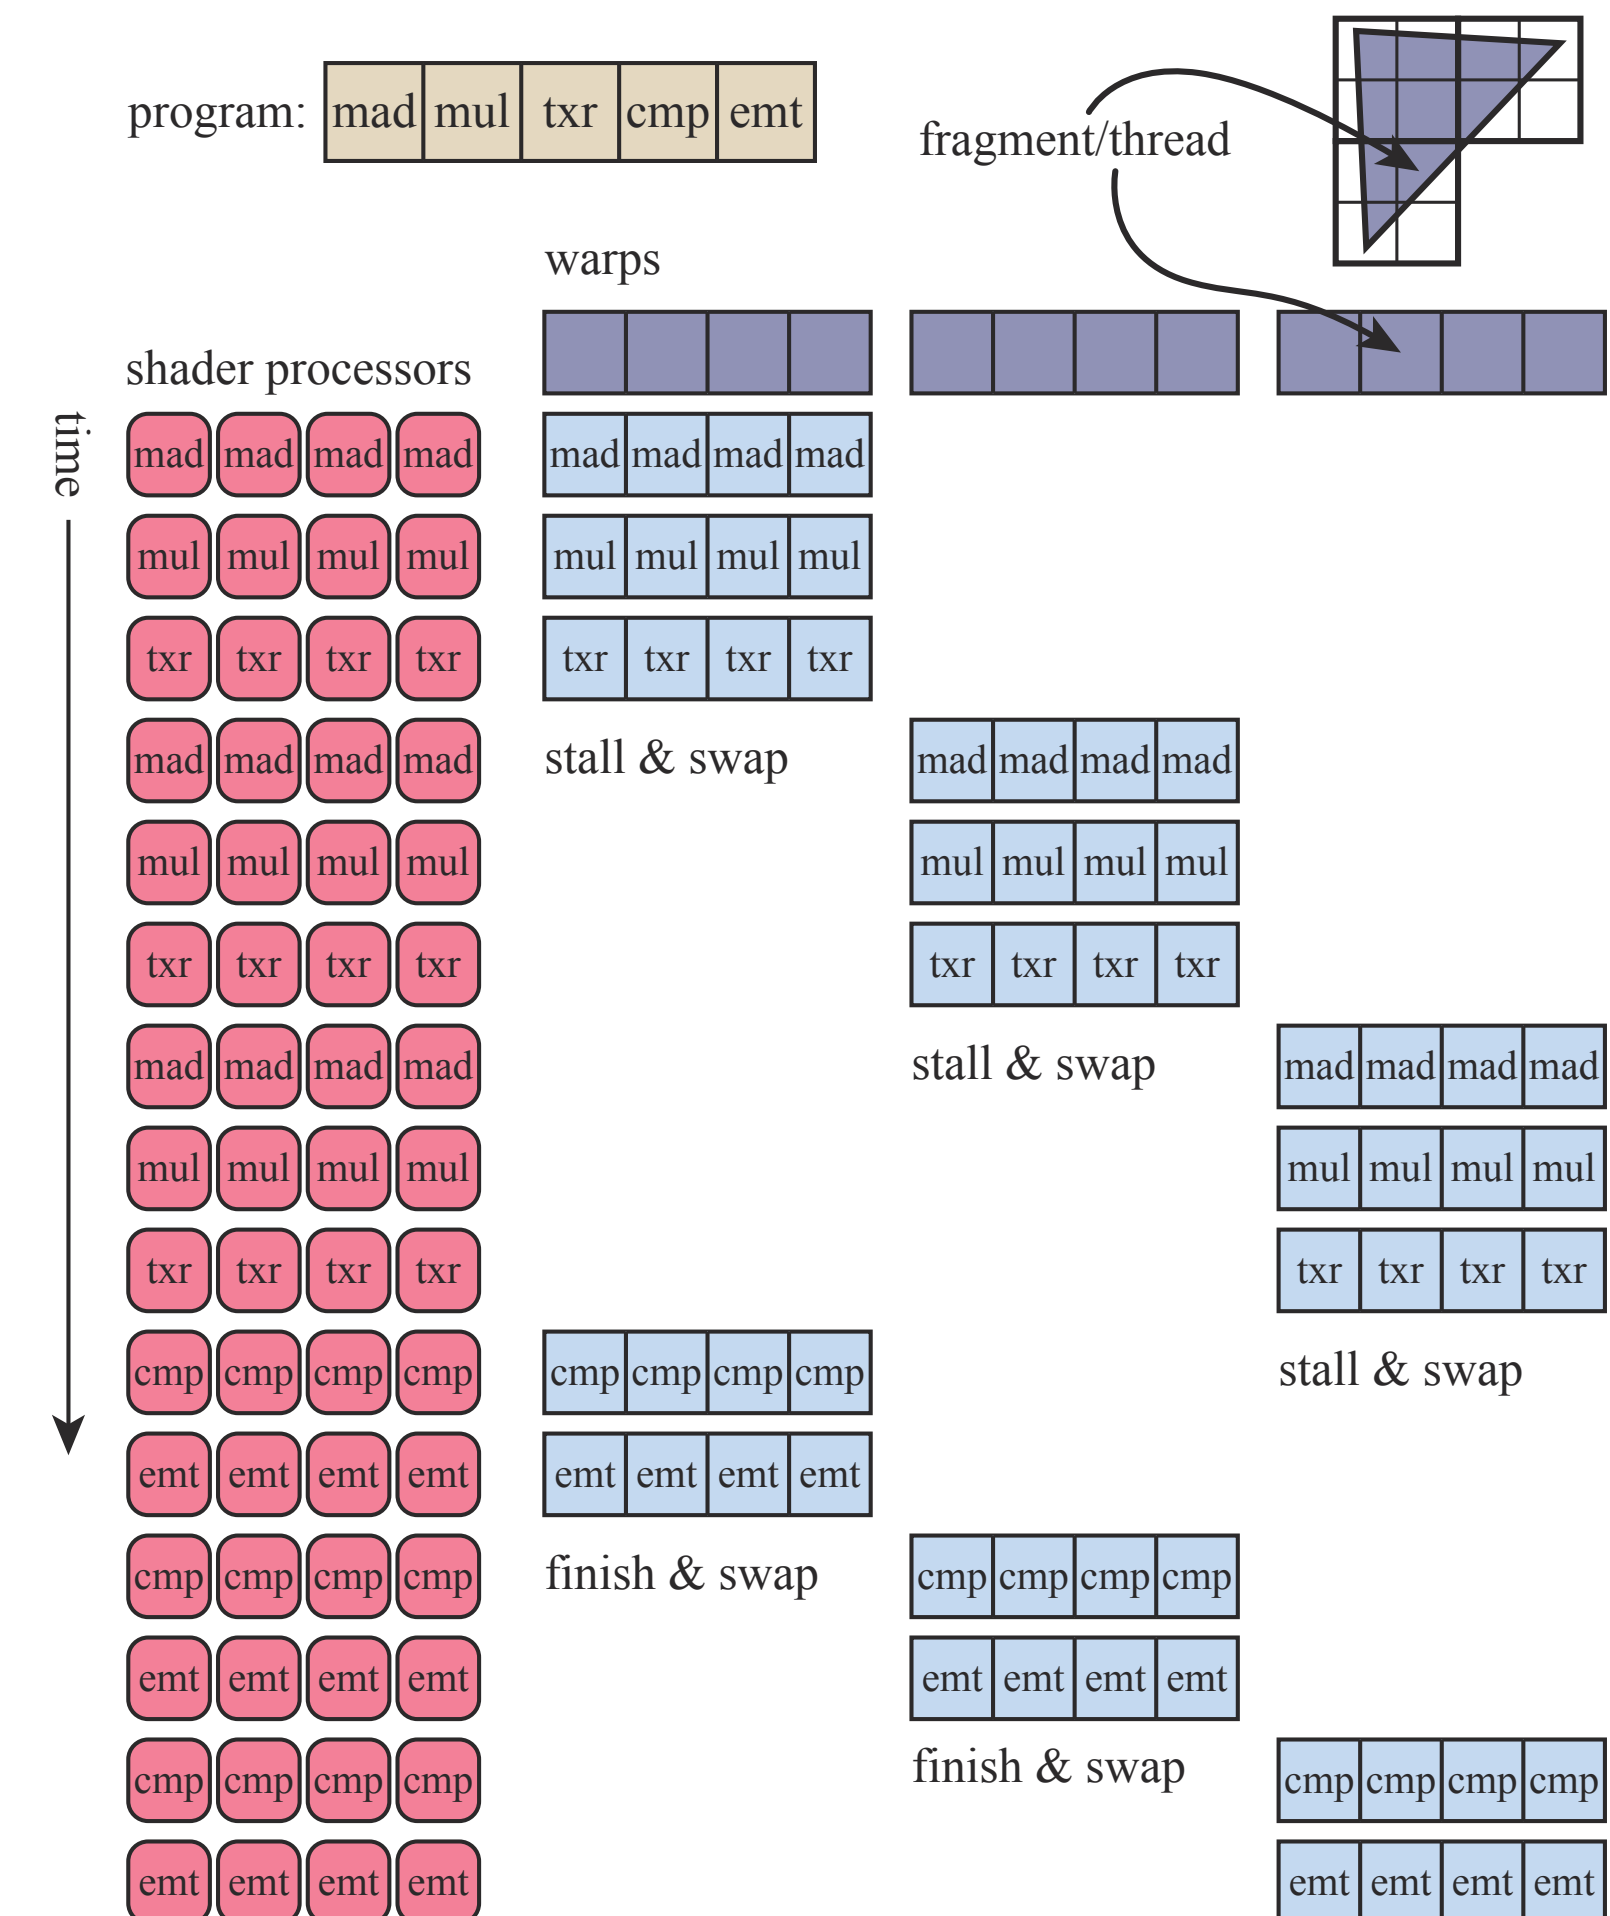 program: mad mul txr cmp emt
fragment/thread
warps
shader processors
time
mad mad mad mad mad mad mad mad
mul mul mul mul mul mul mul mul
txr txr txr txr txr txr txr txr
mad mad mad mad stall & swap mad mad mad mad
mul mul mul mul mul mul mul mul
txr txr txr txr txr txr txr txr
mad mad mad mad stall & swap mad mad mad mad
mul mul mul mul mul mul mul mul
txr txr txr txr txr txr txr txr
cmp cmp cmp cmp cmp cmp cmp cmp stall & swap
emt emt emt emt emt emt emt emt
cmp cmp cmp cmp finish & swap cmp cmp cmp cmp
emt emt emt emt emt emt emt emt
cmp cmp cmp cmp finish & swap cmp cmp cmp cmp
emt emt emt emt emt emt emt emt